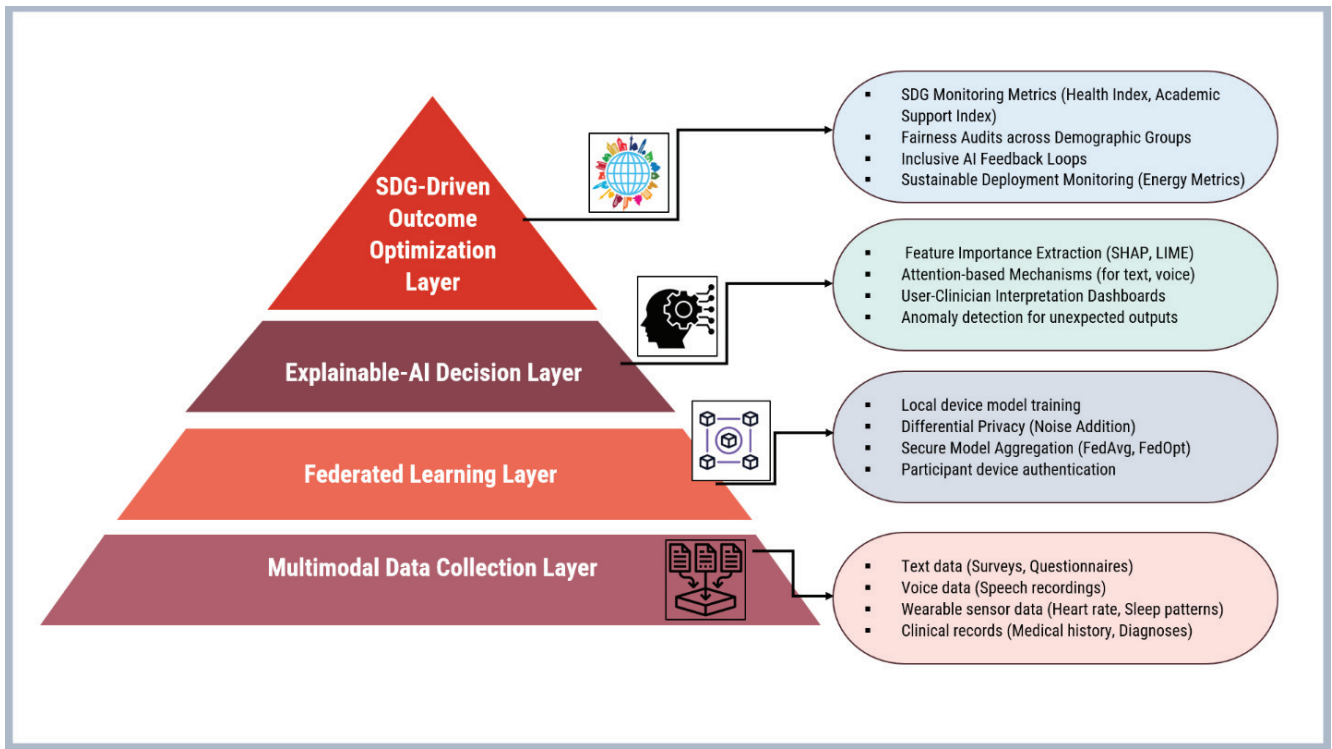 SDG-Driven
Outcome
Optimization
Layer
▪ SDG Monitoring Metrics (Health Index, Academic
Support Index)
▪ Fairness Audits across Demographic Groups
▪ Inclusive AI Feedback Loops
▪ Sustainable Deployment Monitoring (Energy Metrics)
Explainable-AI Decision Layer
▪ Feature Importance Extraction (SHAP, LIME)
▪ Attention-based Mechanisms (for text, voice)
▪ User-Clinician Interpretation Dashboards
▪ Anomaly detection for unexpected outputs
Federated Learning Layer
▪ Local device model training
▪ Differential Privacy (Noise Addition)
▪ Secure Model Aggregation (FedAvg, FedOpt)
▪ Participant device authentication
Multimodal Data Collection Layer
▪ Text data (Surveys, Questionnaires)
▪ Voice data (Speech recordings)
▪ Wearable sensor data (Heart rate, Sleep patterns)
▪ Clinical records (Medical history, Diagnoses)